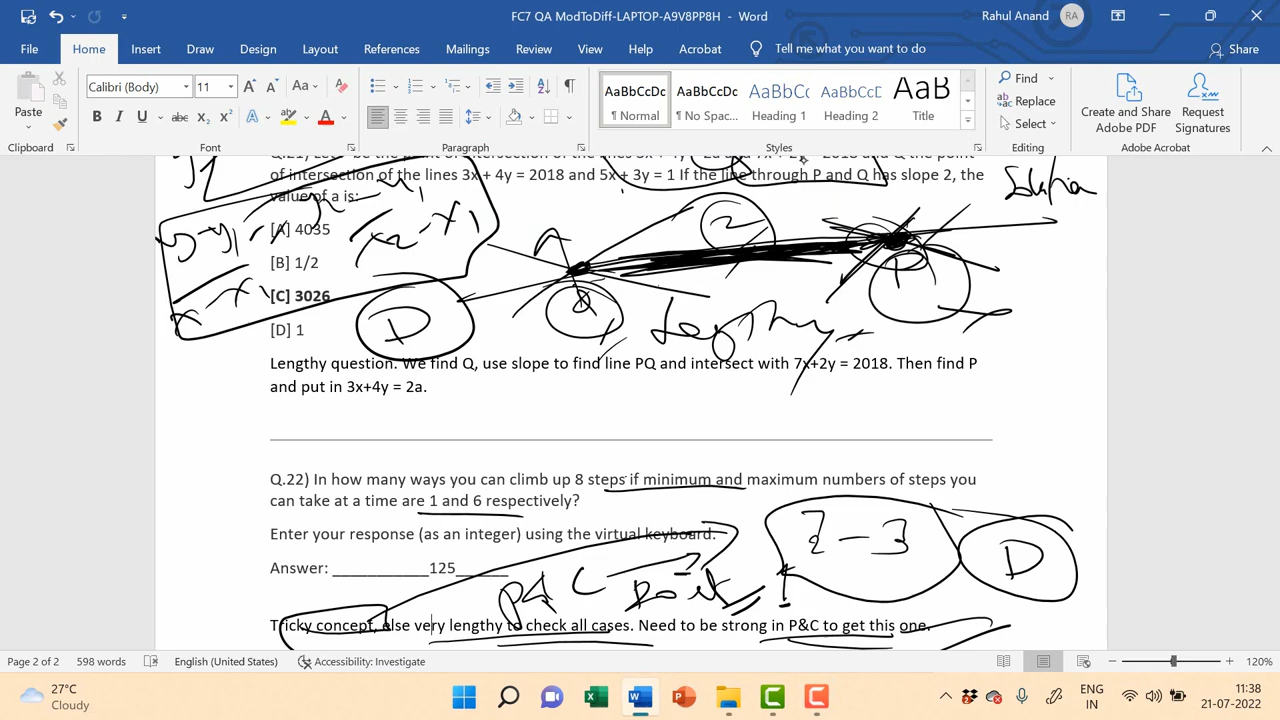 FC7 QA ModToDiff-LAPTOP-A9V8PP8H - Word
Rahul Anand RA
File Home Insert Draw Design Layout References Mailings Review View Help Acrobat Tell me what you want to do Share
Paste Calibri (Body) 11 Aa AaBbCcDc AaBbCcDc AaBbCc AaBbCcD AaB Find Replace Select Create and Share Adobe PDF Request Signatures
¶ Normal ¶ No Spac... Heading 1 Heading 2 Title
Clipboard Font Paragraph Styles Editing Adobe Acrobat
of intersection of the lines 3x + 4y = 2018 and 5x + 3y = 1 If the line through P and Q has slope 2, the
value of a is:
[A] 4035
[B] 1/2
[C] 3026
[D] 1
2
D
P
Lengthy
Lengthy question. We find Q, use slope to find line PQ and intersect with 7x+2y = 2018. Then find P
and put in 3x+4y = 2a.
Q.22) In how many ways you can climb up 8 steps if minimum and maximum numbers of steps you
can take at a time are 1 and 6 respectively?
Enter your response (as an integer) using the virtual keyboard.
Answer: ____________125______
2 - 3
D
P&C
Tricky concept, else very lengthy to check all cases. Need to be strong in P&C to get this one.
Page 2 of 2 598 words English (United States) Accessibility: Investigate 120%
27°C
Cloudy
ENG
IN
11:38
21-07-2022